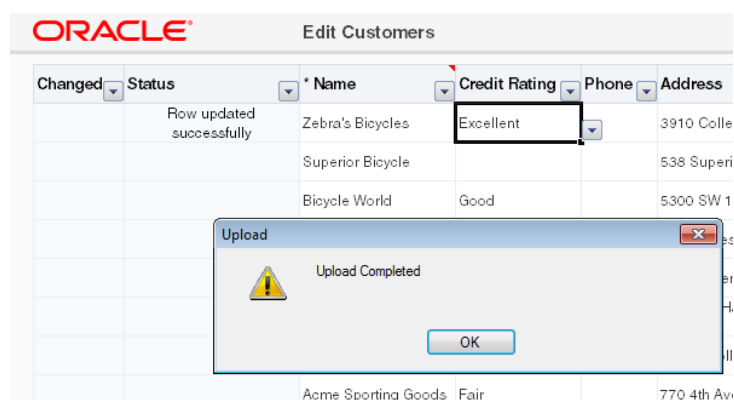 ORACLE Edit Customers
Changed Status * Name Credit Rating Phone Address
Row updated
successfully
Zebra's Bicycles Excellent 3910 Colle
Superior Bicycle 538 Superi
Bicycle World Good 5300 SW 1
Upload
Upload Completed
OK
Acme Sporting Goods Fair 770 4th Av